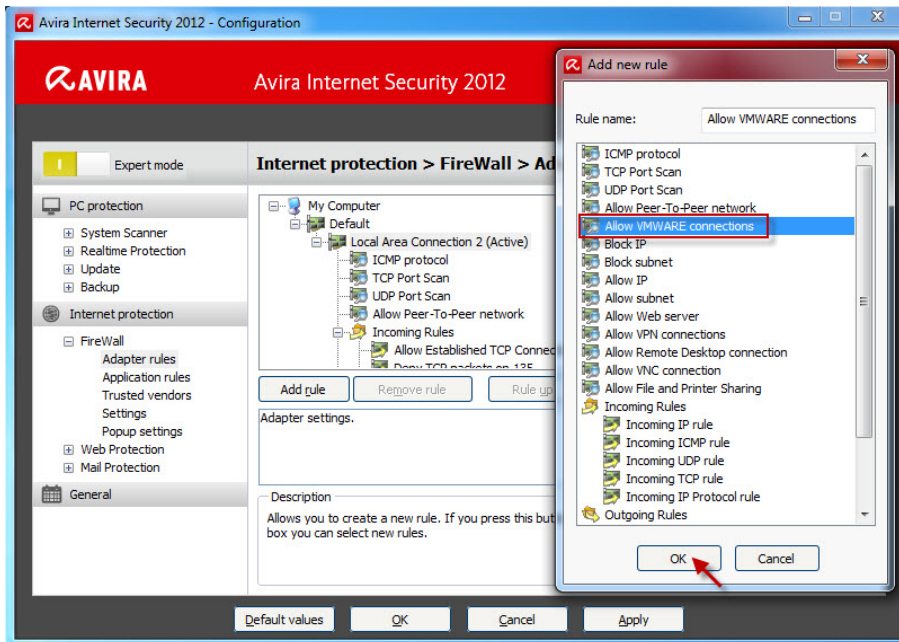 Avira Internet Security 2012 - Configuration
AVIRA
Avira Internet Security 2012
Expert mode
PC protection
System Scanner
Realtime Protection
Update
Backup
Internet protection
FireWall
Adapter rules
Application rules
Trusted vendors
Settings
Popup settings
Web Protection
Mail Protection
General
Internet protection > FireWall > Ad
My Computer
Default
Local Area Connection 2 (Active)
ICMP protocol
TCP Port Scan
UDP Port Scan
Allow Peer-To-Peer network
Incoming Rules
Allow Established TCP Connec
Deny TCP packets on 135
Add rule
Remove rule
Rule up
Adapter settings.
Description
Allows you to create a new rule. If you press this but
box you can select new rules.
Default values
OK
Cancel
Apply
Add new rule
Rule name:
Allow VMWARE connections
ICMP protocol
TCP Port Scan
UDP Port Scan
Allow Peer-To-Peer network
Allow VMWARE connections
Block IP
Block subnet
Allow IP
Allow subnet
Allow Web server
Allow VPN connections
Allow Remote Desktop connection
Allow VNC connection
Allow File and Printer Sharing
Incoming Rules
Incoming IP rule
Incoming ICMP rule
Incoming UDP rule
Incoming TCP rule
Incoming IP Protocol rule
Outgoing Rules
OK
Cancel